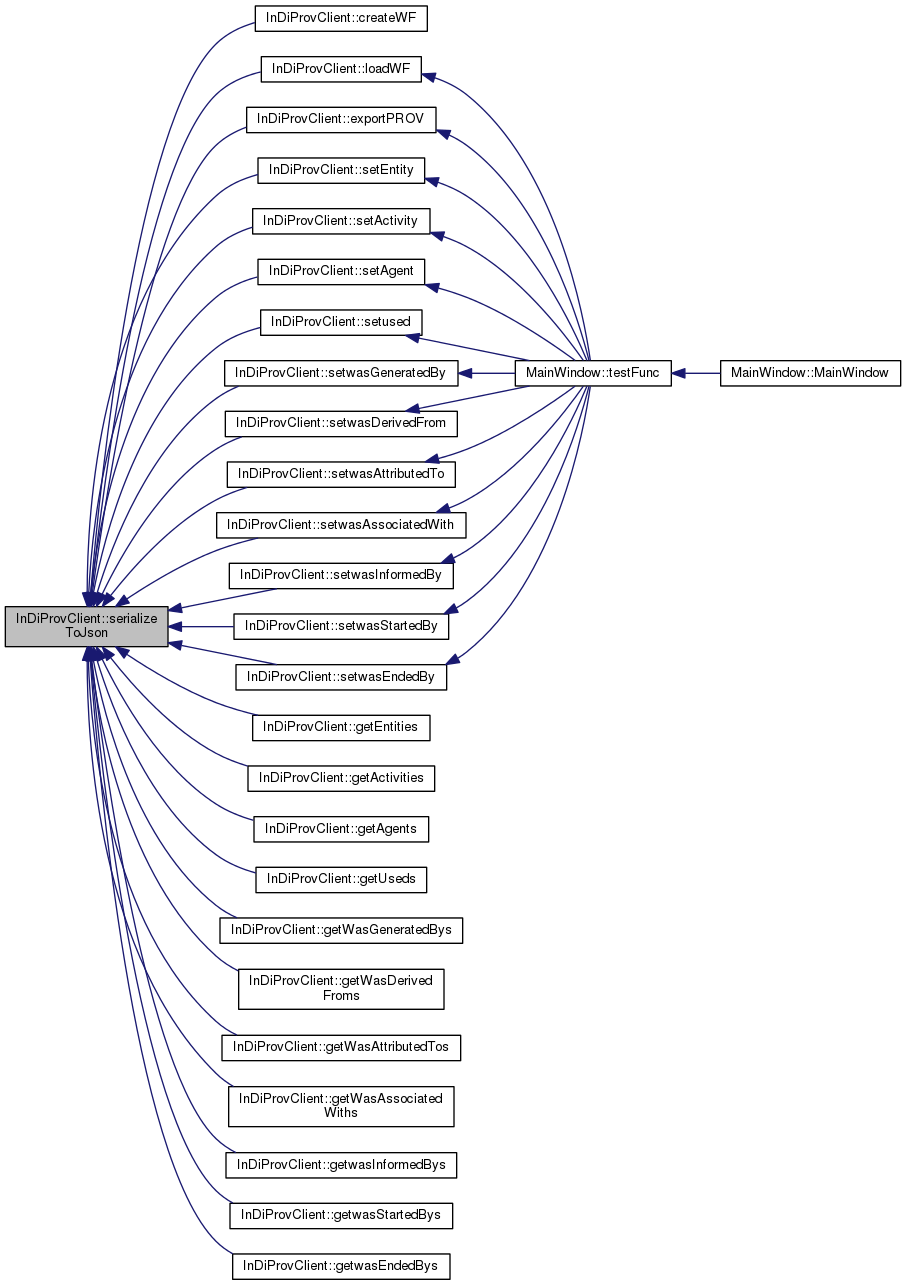 InDiProvClient::createWF
InDiProvClient::loadWF
InDiProvClient::exportPROV
InDiProvClient::setEntity
InDiProvClient::setActivity
InDiProvClient::setAgent
InDiProvClient::setused
InDiProvClient::setwasGeneratedBy
MainWindow::testFunc
MainWindow::MainWindow
InDiProvClient::setwasDerivedFrom
InDiProvClient::setwasAttributedTo
InDiProvClient::setwasAssociatedWith
InDiProvClient::setwasInformedBy
InDiProvClient::serialize
ToJson
InDiProvClient::setwasStartedBy
InDiProvClient::setwasEndedBy
InDiProvClient::getEntities
InDiProvClient::getActivities
InDiProvClient::getAgents
InDiProvClient::getUseds
InDiProvClient::getWasGeneratedBys
InDiProvClient::getWasDerived
Froms
InDiProvClient::getWasAttributedTos
InDiProvClient::getWasAssociated
Withs
InDiProvClient::getwasInformedBys
InDiProvClient::getwasStartedBys
InDiProvClient::getwasEndedBys